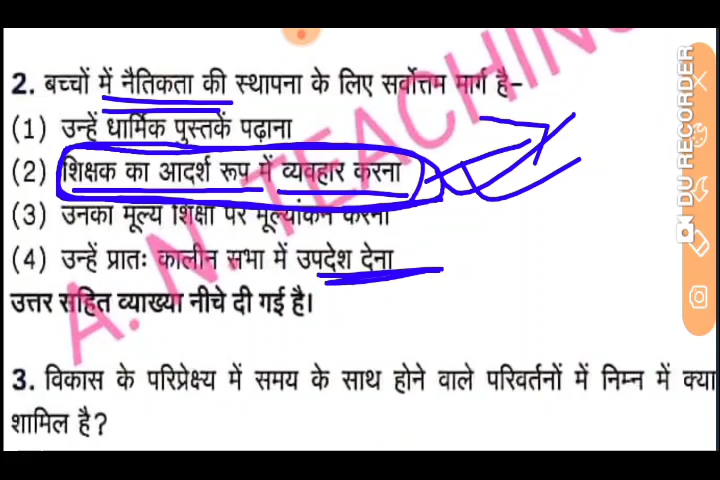 2. बच्चों में नैतिकता की स्थापना के लिए सर्वोत्तम मार्ग है–
(1) उन्हें धार्मिक पुस्तकें पढ़ाना
(2) शिक्षक का आदर्श रूप में व्यवहार करना
(3) उनका मूल्य शिक्षा पर मूल्यांकन करना
(4) उन्हें प्रातः कालीन सभा में उपदेश देना
उत्तर सहित व्याख्या नीचे दी गई है।
3. विकास के परिप्रेक्ष्य में समय के साथ होने वाले परिवर्तनों में निम्न में क्या
शामिल है?
A. N. TEACHING
DU RECORDER